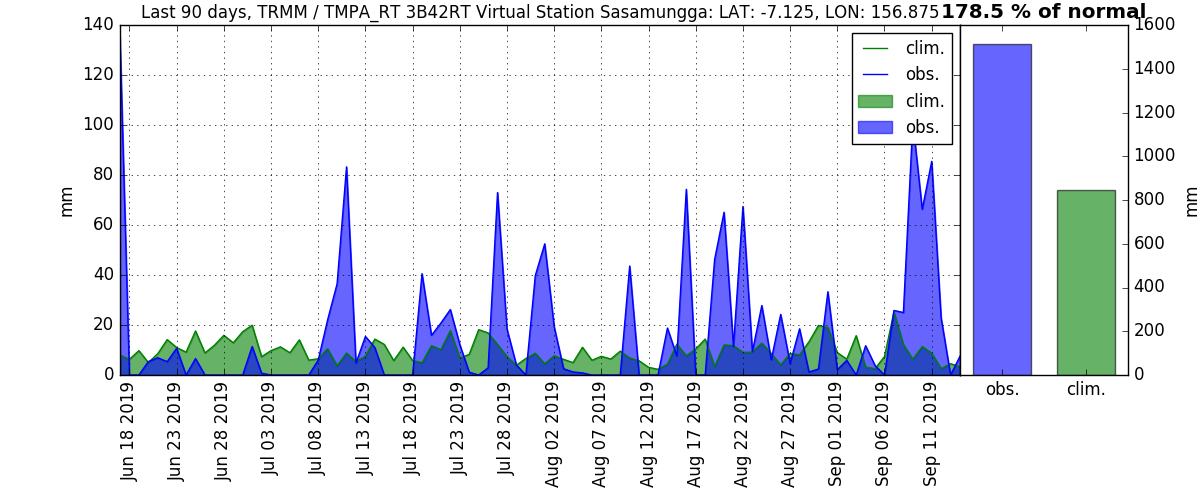 Last 90 days, TRMM / TMPA_RT 3B42RT Virtual Station Sasamungga: LAT: -7.125, LON: 156.875 178.5 % of normal
140
120
100
80
60
40
20
0
mm
clim.
obs.
clim.
obs.
1600
1400
1200
1000
800
600
400
200
0
mm
obs.
clim.
Jun 18 2019
Jun 23 2019
Jun 28 2019
Jul 03 2019
Jul 08 2019
Jul 13 2019
Jul 18 2019
Jul 23 2019
Jul 28 2019
Aug 02 2019
Aug 07 2019
Aug 12 2019
Aug 17 2019
Aug 22 2019
Aug 27 2019
Sep 01 2019
Sep 06 2019
Sep 11 2019